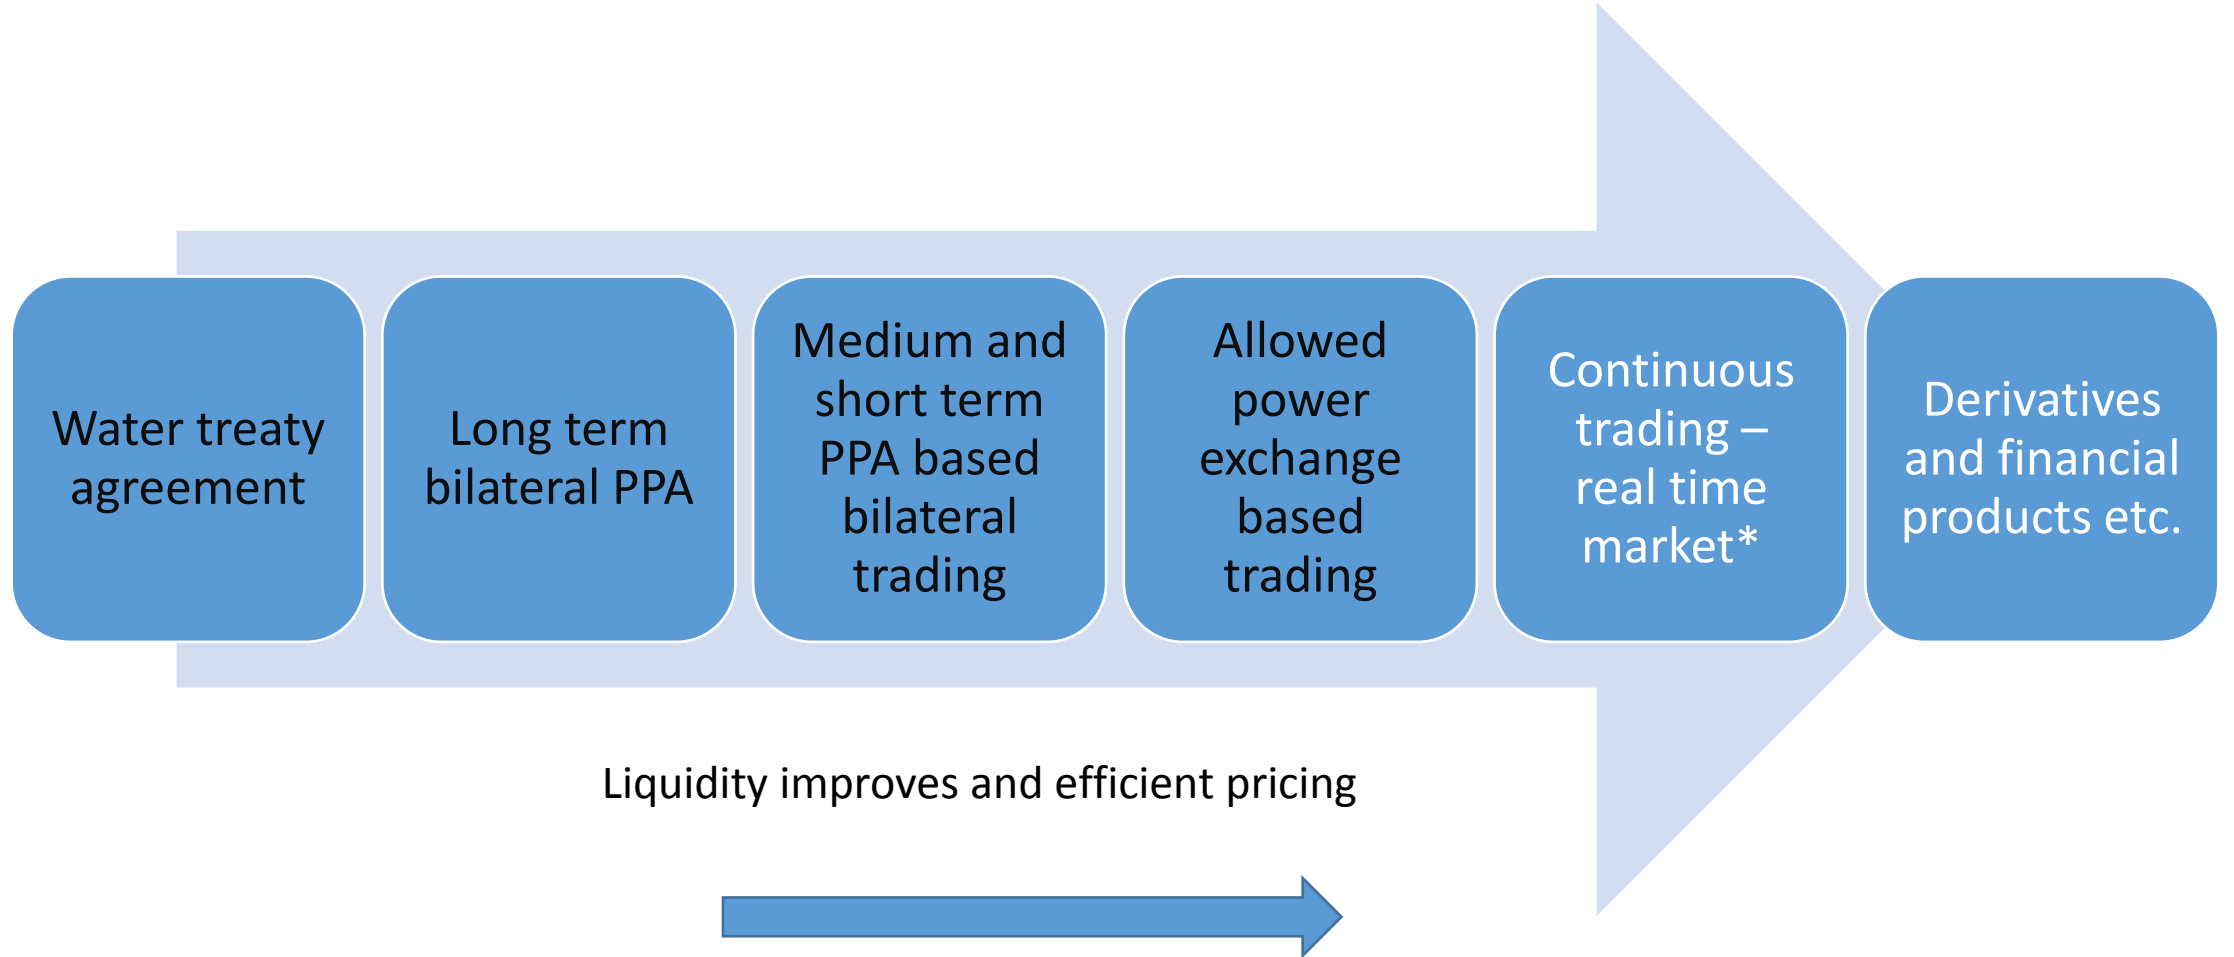 Water treaty
agreement
Long term
bilateral PPA
Medium and
short term
PPA based
bilateral
trading
Allowed
power
exchange
based
trading
Continuous
trading –
real time
market*
Derivatives
and financial
products etc.
Liquidity improves and efficient pricing